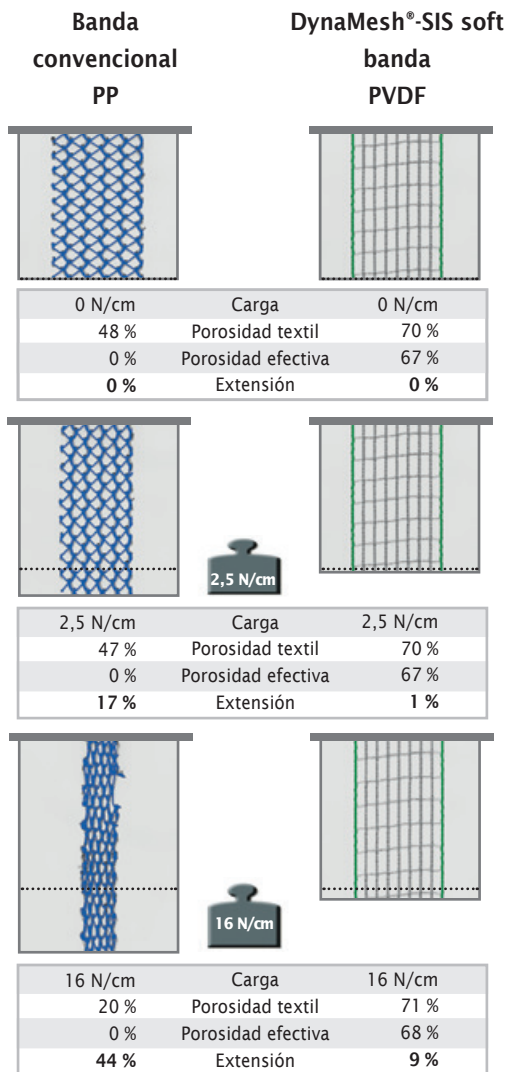 Banda
convencional
PP
DynaMesh®-SIS soft
banda
PVDF
0 N/cm Carga 0 N/cm
48 % Porosidad textil 70 %
0 % Porosidad efectiva 67 %
0 % Extensión 0 %
2,5 N/cm
2,5 N/cm Carga 2,5 N/cm
47 % Porosidad textil 70 %
0 % Porosidad efectiva 67 %
17 % Extensión 1 %
16 N/cm
16 N/cm Carga 16 N/cm
20 % Porosidad textil 71 %
0 % Porosidad efectiva 68 %
44 % Extensión 9 %